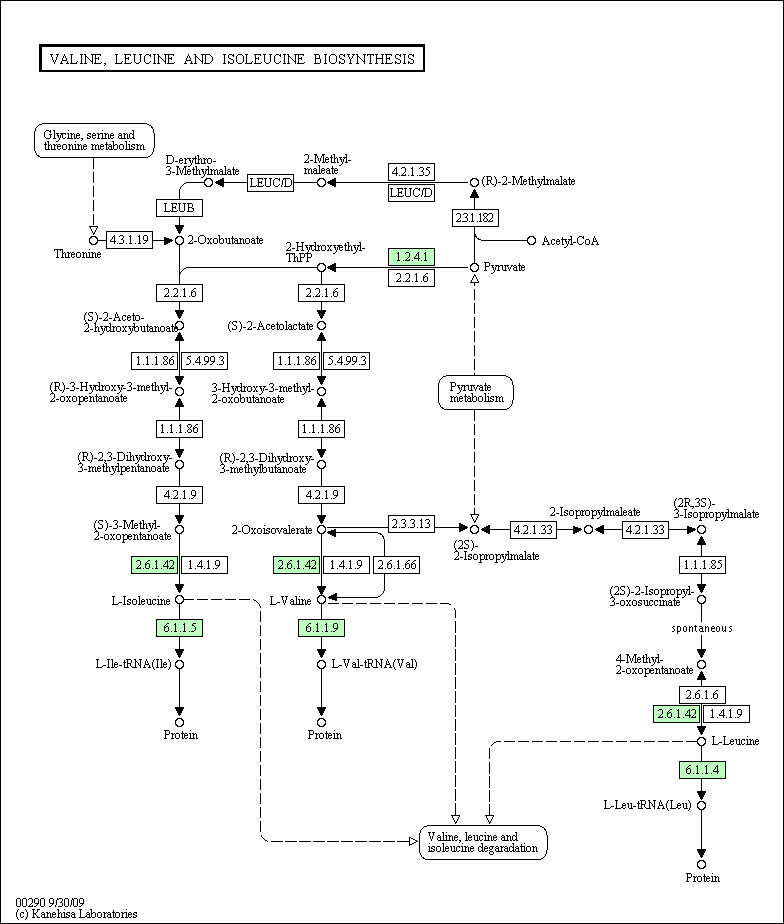 VALINE, LEUCINE AND ISOLEUCINE BIOSYNTHESIS
Glycine, serine and
threonine metabolism
D-erythro-
3-Methylmalate
2-Methyl-
maleate
4.2.1.35
LEUC/D
LEUC/D
(R)-2-Methylmalate
LEUB
2.3.1.182
Threonine
4.3.1.19
2-Oxobutanoate
Acetyl-CoA
2-Hydroxyethyl-
ThPP
1.2.4.1
2.2.1.6
Pyruvate
2.2.1.6
2.2.1.6
(S)-2-Aceto-
2-hydroxybutanoate
(S)-2-Acetolactate
1.1.1.86
5.4.99.3
1.1.1.86
5.4.99.3
(R)-3-Hydroxy-3-methyl-
2-oxopentanoate
3-Hydroxy-3-methyl-
2-oxobutanoate
Pyruvate
metabolism
1.1.1.86
1.1.1.86
(R)-2,3-Dihydroxy-
3-methylpentanoate
(R)-2,3-Dihydroxy-
3-methylbutanoate
4.2.1.9
4.2.1.9
(S)-3-Methyl-
2-oxopentanoate
2-Oxoisovalerate
2.3.3.13
(2S)-
2-Isopropylmalate
4.2.1.33
2-Isopropylmaleate
4.2.1.33
(2R,3S)-
3-Isopropylmalate
2.6.1.42
1.4.1.9
2.6.1.42
1.4.1.9
2.6.1.66
1.1.1.85
L-Isoleucine
L-Valine
(2S)-2-Isopropyl-
3-oxosuccinate
6.1.1.5
6.1.1.9
spontaneous
L-Ile-tRNA(Ile)
L-Val-tRNA(Val)
4-Methyl-
2-oxopentanoate
2.6.1.6
2.6.1.42
1.4.1.9
Protein
Protein
L-Leucine
6.1.1.4
L-Leu-tRNA(Leu)
Valine, leucine and
isoleucine degaradation
Protein
00290 9/30/09
(c) Kanehisa Laboratories